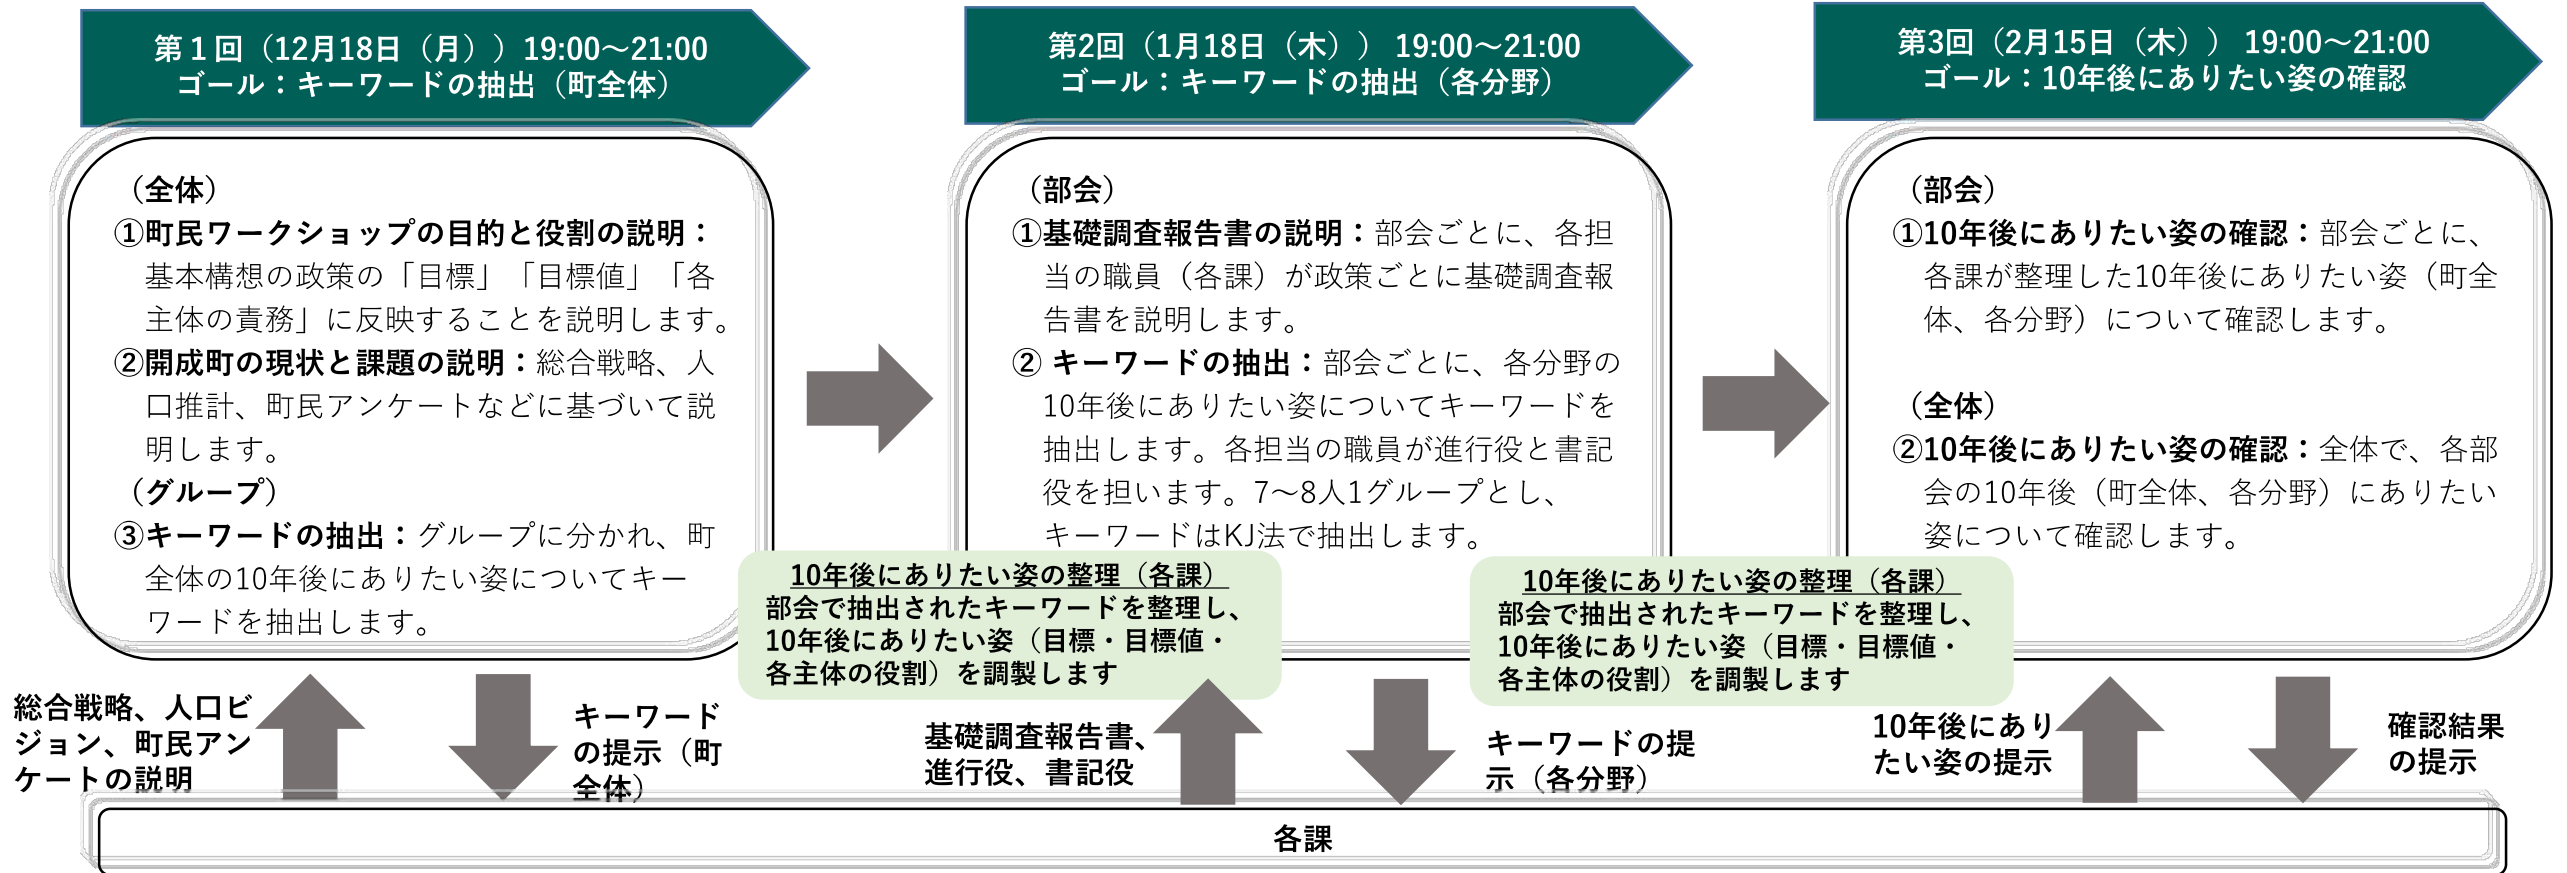 第１回（12月18日（月））19:00～21:00
ゴール：キーワードの抽出（町全体）
（全体）
①町民ワークショップの目的と役割の説明：
基本構想の政策の「目標」「目標値」「各
主体の責務」に反映することを説明します。
②開成町の現状と課題の説明：総合戦略、人
口推計、町民アンケートなどに基づいて説
明します。
（グループ）
③キーワードの抽出：グループに分かれ、町
全体の10年後にありたい姿についてキー
ワードを抽出します。
第2回（1月18日（木）） 19:00～21:00
ゴール：キーワードの抽出（各分野）
（部会）
①基礎調査報告書の説明：部会ごとに、各担
当の職員（各課）が政策ごとに基礎調査報
告書を説明します。
② キーワードの抽出：部会ごとに、各分野の
10年後にありたい姿についてキーワードを
抽出します。各担当の職員が進行役と書記
役を担います。7～8人1グループとし、
キーワードはKJ法で抽出します。
第3回（2月15日（木）） 19:00～21:00
ゴール：10年後にありたい姿の確認
（部会）
①10年後にありたい姿の確認：部会ごとに、
各課が整理した10年後にありたい姿（町全
体、各分野）について確認します。
（全体）
②10年後にありたい姿の確認：全体で、各部
会の10年後（町全体、各分野）にありたい
姿について確認します。
10年後にありたい姿の整理（各課）
部会で抽出されたキーワードを整理し、
10年後にありたい姿（目標・目標値・
各主体の役割）を調製します
10年後にありたい姿の整理（各課）
部会で抽出されたキーワードを整理し、
10年後にありたい姿（目標・目標値・
各主体の役割）を調製します
総合戦略、人口ビ
ジョン、町民アン
ケートの説明
キーワード
の提示（町
全体）
基礎調査報告書、
進行役、書記役
キーワードの提
示（各分野）
10年後にあり
たい姿の提示
確認結果
の提示
各課